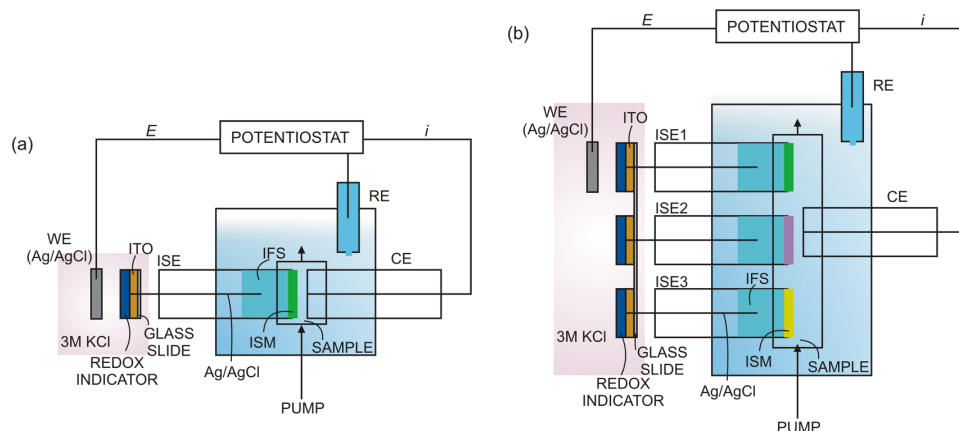 (a)
E
POTENTIOSTAT
i
RE
WE
(Ag/AgCl)
ITO
ISE
IFS
CE
3M KCl
GLASS
SLIDE
REDOX
INDICATOR
ISM
SAMPLE
Ag/AgCl
PUMP
(b)
E
POTENTIOSTAT
i
RE
WE
(Ag/AgCl)
ITO
ISE1
ISE2
CE
ISE3
IFS
3M KCl
GLASS
SLIDE
REDOX
INDICATOR
ISM
SAMPLE
Ag/AgCl
PUMP